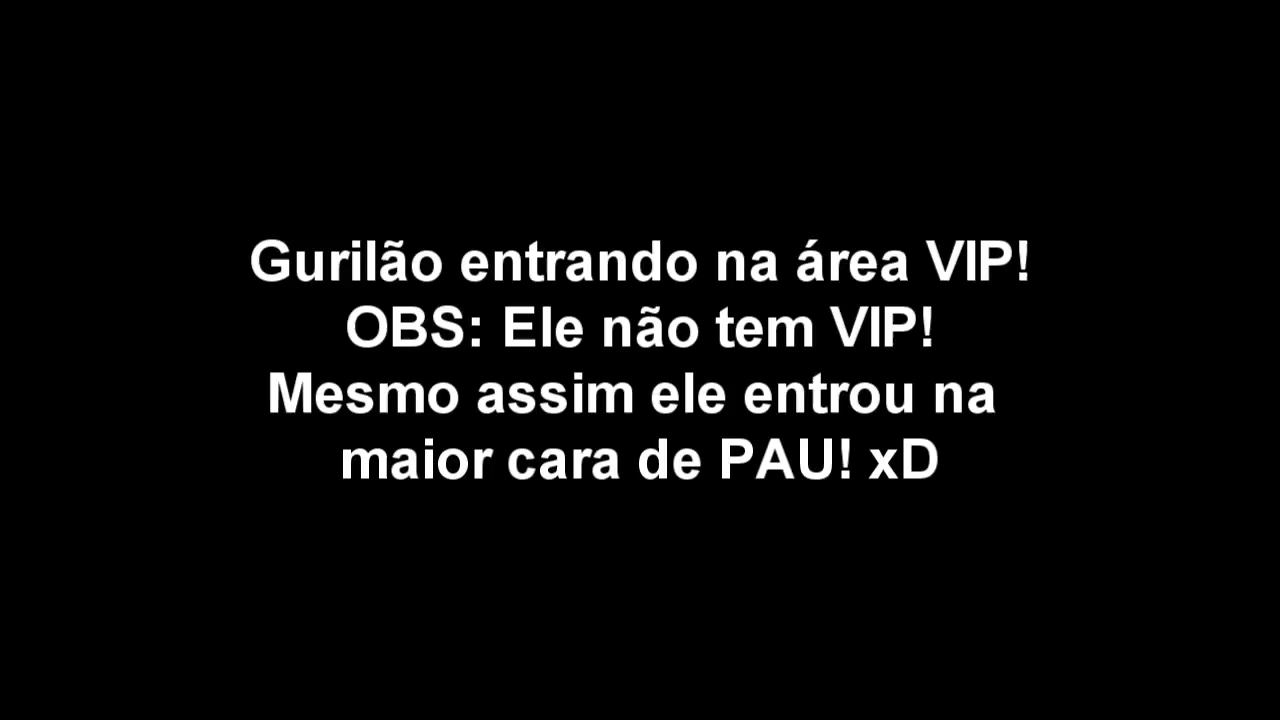 Gurilão entrando na área VIP!
OBS: Ele não tem VIP!
Mesmo assim ele entrou na
maior cara de PAU! xD